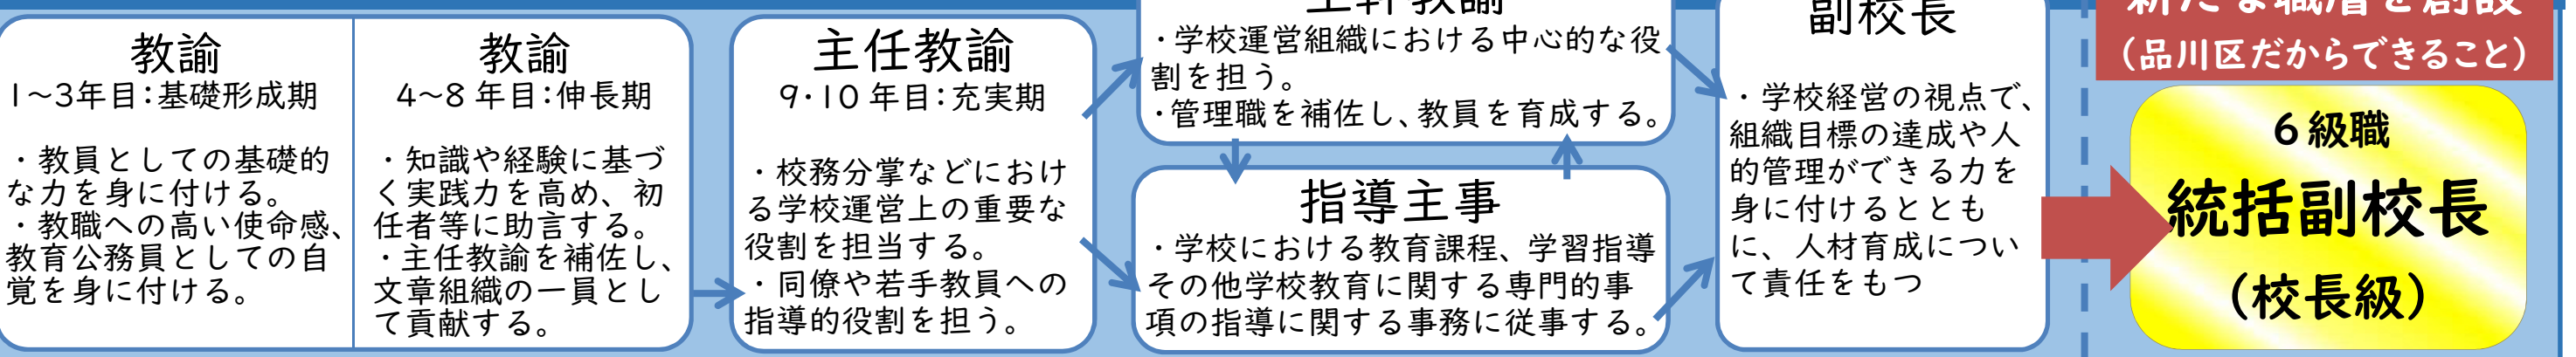 教諭
1～3年目：基礎形成期
・教員としての基礎的
な力を身に付ける。
・教職への高い使命感、
教育公務員としての自
覚を身に付ける。
教諭
4～8年目：伸長期
・知識や経験に基づ
く実践力を高め、初
任者等に助言する。
・主任教諭を補佐し、
文章組織の一員とし
て貢献する。
主任教諭
9・10年目：充実期
・校務分掌などにおけ
る学校運営上の重要な
役割を担当する。
・同僚や若手教員への
指導的役割を担う。
主幹教諭
・学校運営組織における中心的な役
割を担う。
・管理職を補佐し、教員を育成する。
指導主事
・学校における教育課程、学習指導
その他学校教育に関する専門的事
項の指導に関する事務に従事する。
副校長
・学校経営の視点で、
組織目標の達成や人
的管理ができる力を
身に付けるととも
に、人材育成につい
て責任をもつ
新たな職層を創設
（品川区だからできること）
6級職
統括副校長
（校長級）